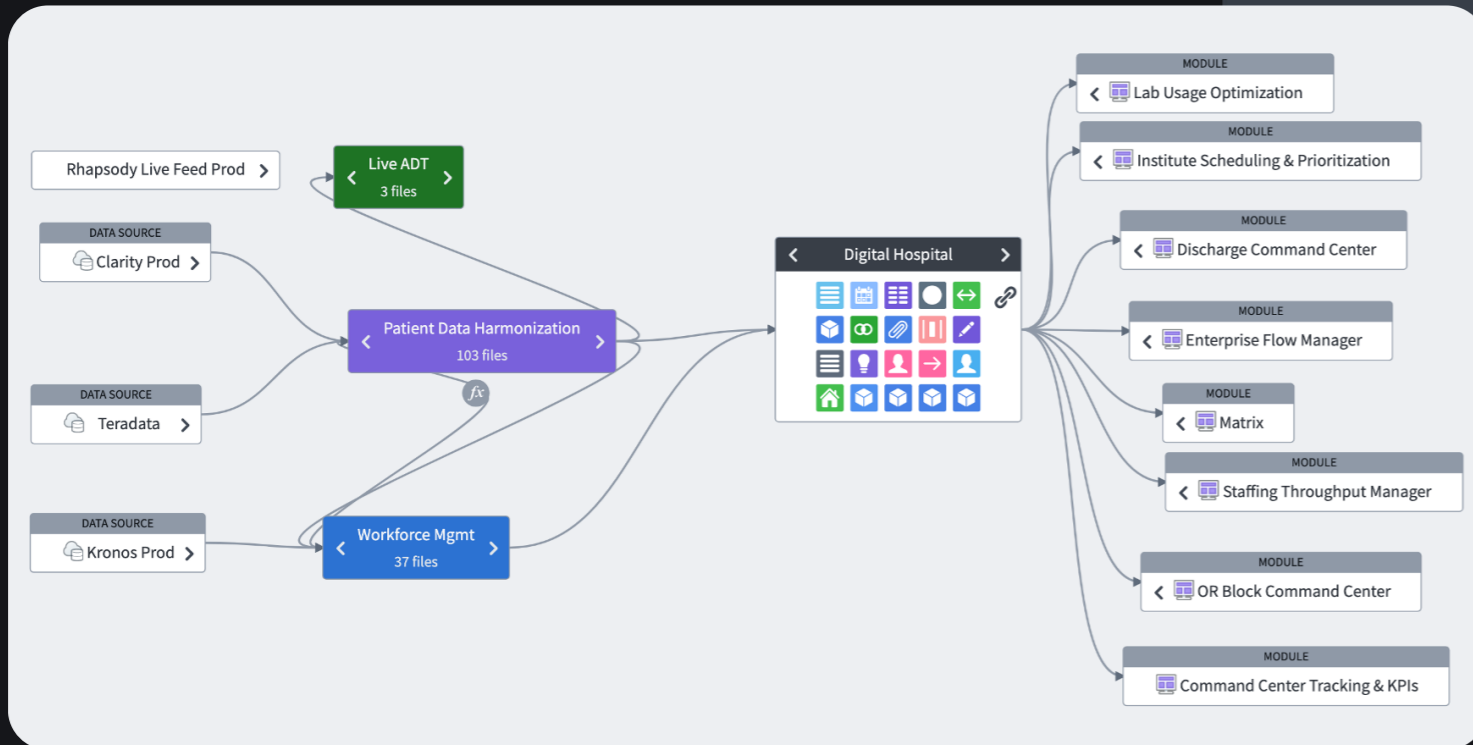 Rhapsody Live Feed Prod
DATA SOURCE
Clarity Prod
DATA SOURCE
Teradata
DATA SOURCE
Kronos Prod
Live ADT
3 files
Patient Data Harmonization
103 files
fx
Workforce Mgmt
37 files
Digital Hospital
MODULE
Lab Usage Optimization
MODULE
Institute Scheduling & Prioritization
MODULE
Discharge Command Center
MODULE
Enterprise Flow Manager
MODULE
Matrix
MODULE
Staffing Throughput Manager
MODULE
OR Block Command Center
MODULE
Command Center Tracking & KPIs